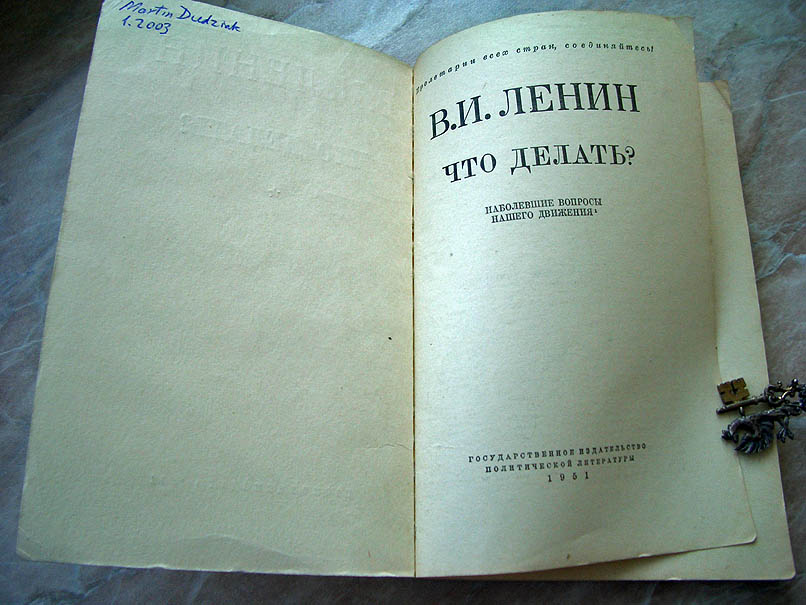 Martin Dudziak
1.2003
Пролетарии всех стран, соединяйтесь!
В.И. ЛЕНИН
ЧТО ДЕЛАТЬ?
НАБОЛЕВШИЕ ВОПРОСЫ
НАШЕГО ДВИЖЕНИЯ¹
ГОСУДАРСТВЕННОЕ ИЗДАТЕЛЬСТВО
ПОЛИТИЧЕСКОЙ ЛИТЕРАТУРЫ
1951